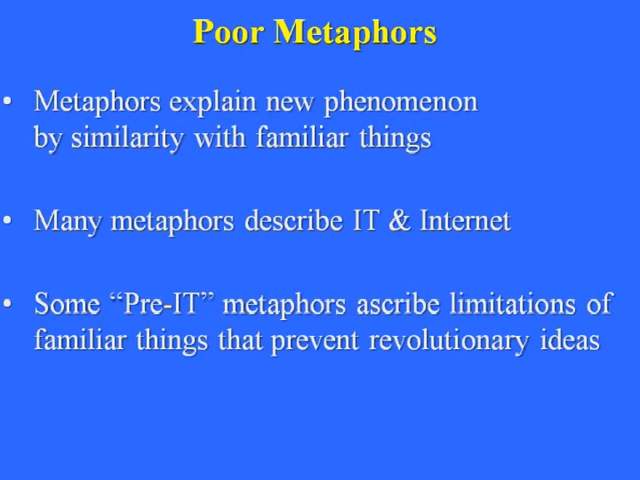 Poor Metaphors
• Metaphors explain new phenomenon
by similarity with familiar things
• Many metaphors describe IT & Internet
• Some “Pre-IT” metaphors ascribe limitations of
familiar things that prevent revolutionary ideas